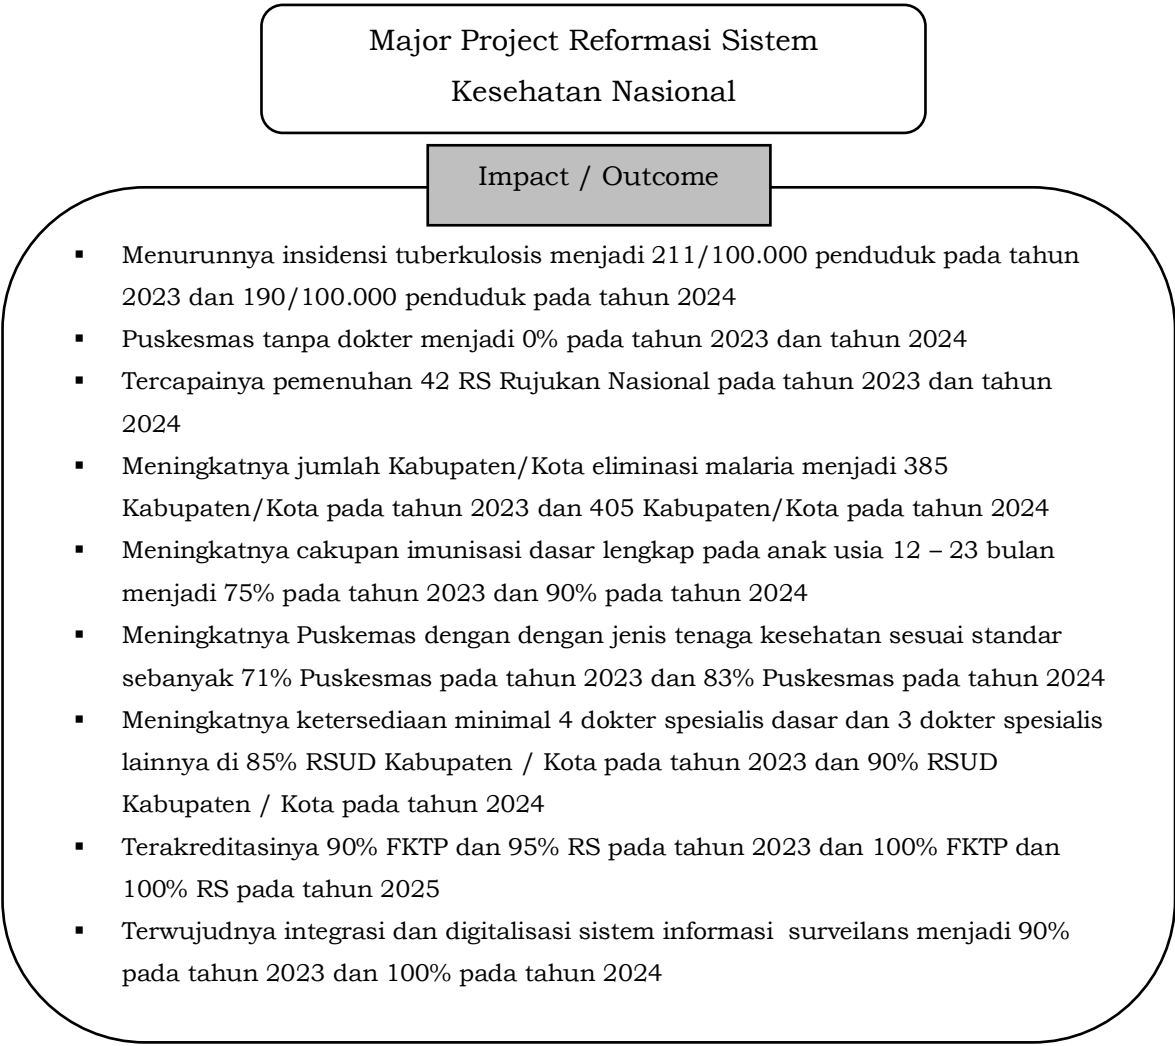 Major Project Reformasi Sistem
Kesehatan Nasional
Impact / Outcome
▪ Menurunnya insidensi tuberkulosis menjadi 211/100.000 penduduk pada tahun
2023 dan 190/100.000 penduduk pada tahun 2024
▪ Puskesmas tanpa dokter menjadi 0% pada tahun 2023 dan tahun 2024
▪ Tercapainya pemenuhan 42 RS Rujukan Nasional pada tahun 2023 dan tahun
2024
▪ Meningkatnya jumlah Kabupaten/Kota eliminasi malaria menjadi 385
Kabupaten/Kota pada tahun 2023 dan 405 Kabupaten/Kota pada tahun 2024
▪ Meningkatnya cakupan imunisasi dasar lengkap pada anak usia 12 – 23 bulan
menjadi 75% pada tahun 2023 dan 90% pada tahun 2024
▪ Meningkatnya Puskemas dengan dengan jenis tenaga kesehatan sesuai standar
sebanyak 71% Puskesmas pada tahun 2023 dan 83% Puskesmas pada tahun 2024
▪ Meningkatnya ketersediaan minimal 4 dokter spesialis dasar dan 3 dokter spesialis
lainnya di 85% RSUD Kabupaten / Kota pada tahun 2023 dan 90% RSUD
Kabupaten / Kota pada tahun 2024
▪ Terakreditasinya 90% FKTP dan 95% RS pada tahun 2023 dan 100% FKTP dan
100% RS pada tahun 2025
▪ Terwujudnya integrasi dan digitalisasi sistem informasi  surveilans menjadi 90%
pada tahun 2023 dan 100% pada tahun 2024